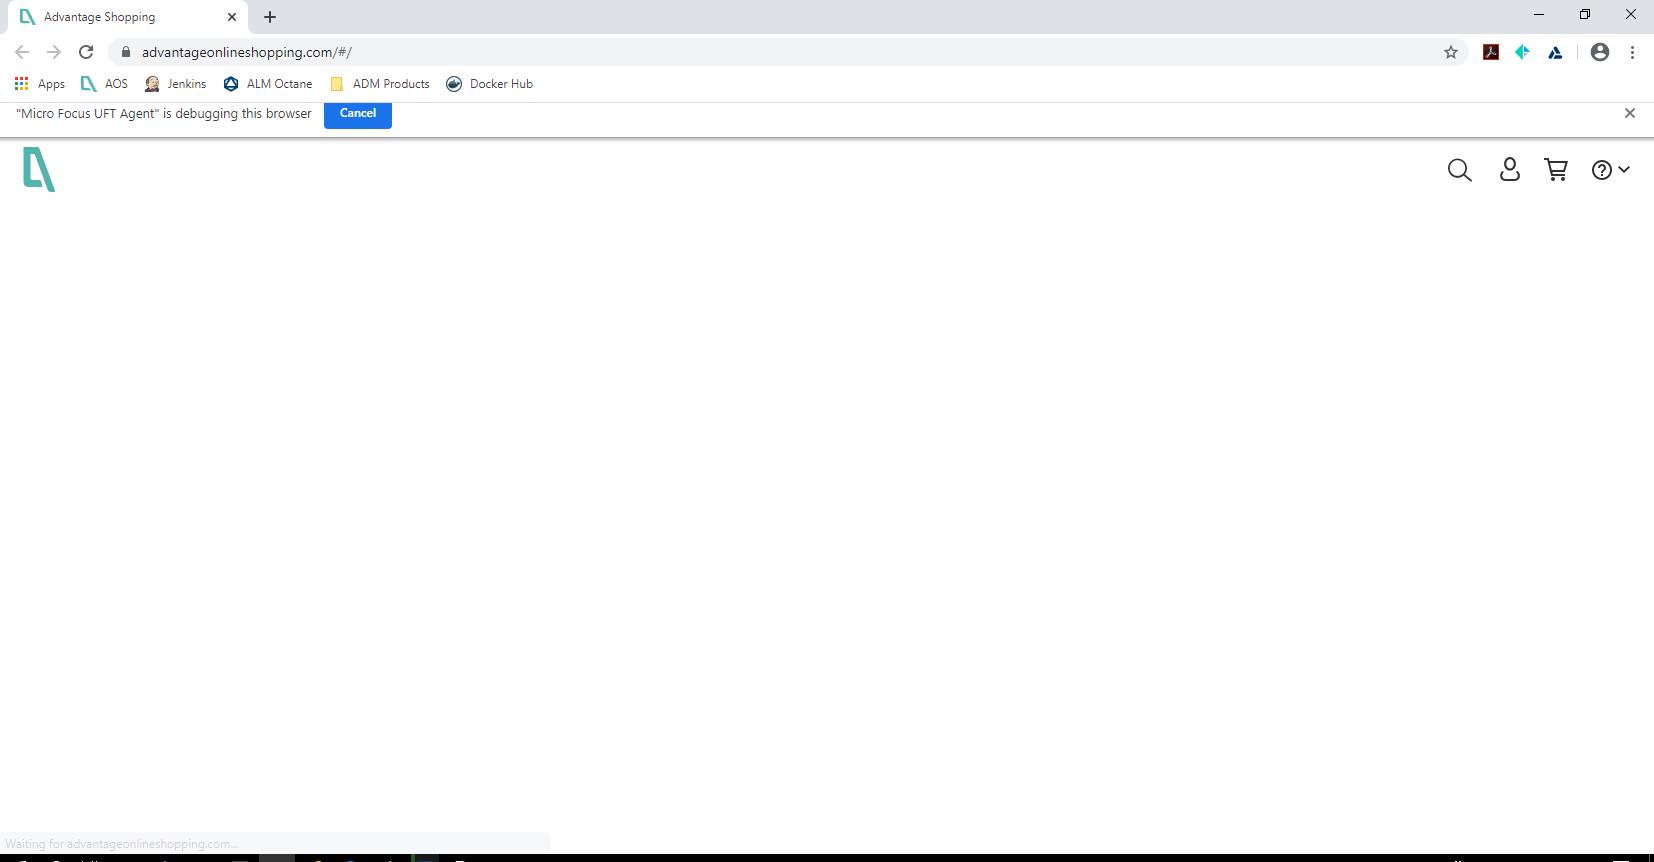 Advantage Shopping
advantageonlineshopping.com/#/
Apps AOS Jenkins ALM Octane ADM Products Docker Hub
"Micro Focus UFT Agent" is debugging this browser Cancel
Waiting for advantageonlineshopping.com...